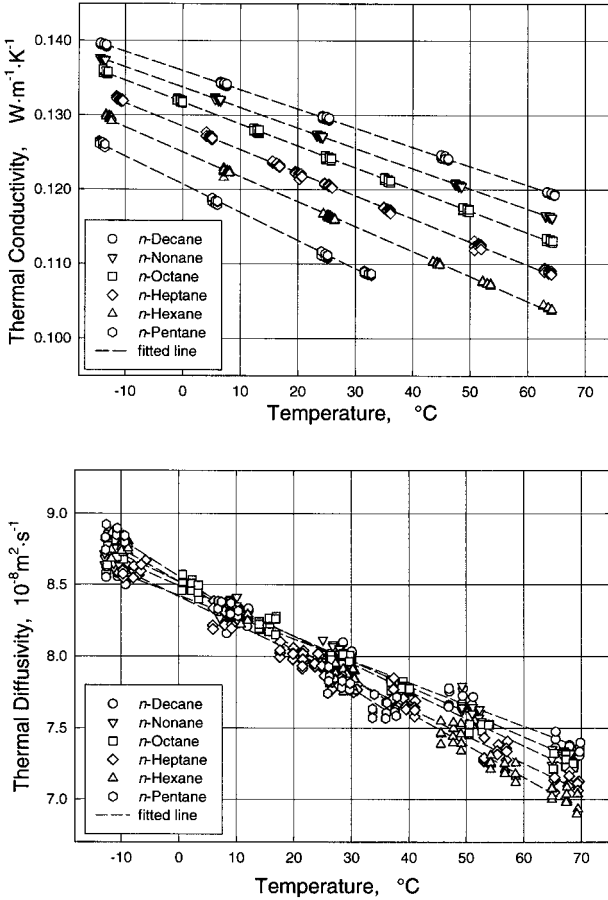 Thermal Conductivity, W·m⁻¹·K⁻¹
0.140
0.130
0.120
0.110
0.100
n-Decane
n-Nonane
n-Octane
n-Heptane
n-Hexane
n-Pentane
fitted line
-10 0 10 20 30 40 50 60 70
Temperature, °C
Thermal Diffusivity, 10⁻⁸m²·s⁻¹
9.0
8.5
8.0
7.5
7.0
n-Decane
n-Nonane
n-Octane
n-Heptane
n-Hexane
n-Pentane
fitted line
-10 0 10 20 30 40 50 60 70
Temperature, °C